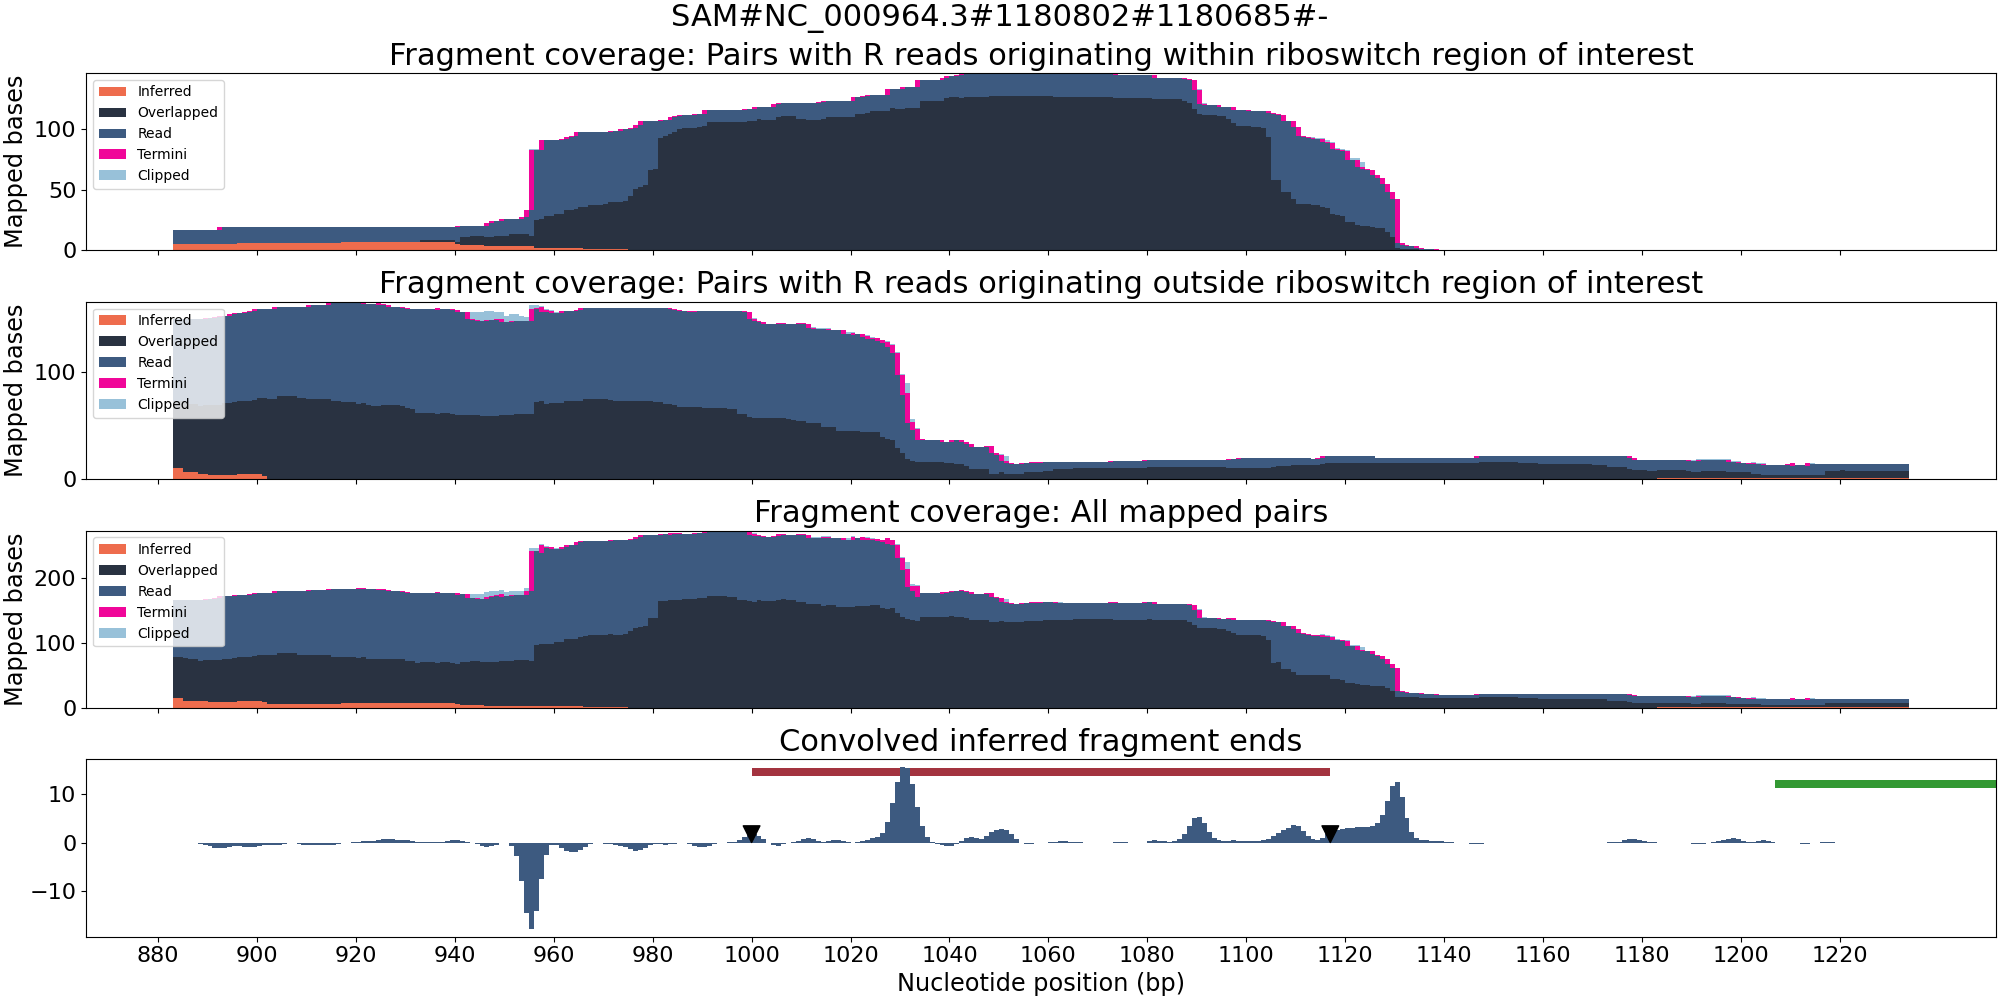 SAM#NC_000964.3#1180802#1180685#-
Fragment coverage: Pairs with R reads originating within riboswitch region of interest
Mapped bases
100
50
0
Inferred
Overlapped
Read
Termini
Clipped
Fragment coverage: Pairs with R reads originating outside riboswitch region of interest
Mapped bases
100
0
Inferred
Overlapped
Read
Termini
Clipped
Fragment coverage: All mapped pairs
Mapped bases
200
100
0
Inferred
Overlapped
Read
Termini
Clipped
Convolved inferred fragment ends
10
0
−10
880 900 920 940 960 980 1000 1020 1040 1060 1080 1100 1120 1140 1160 1180 1200 1220
Nucleotide position (bp)